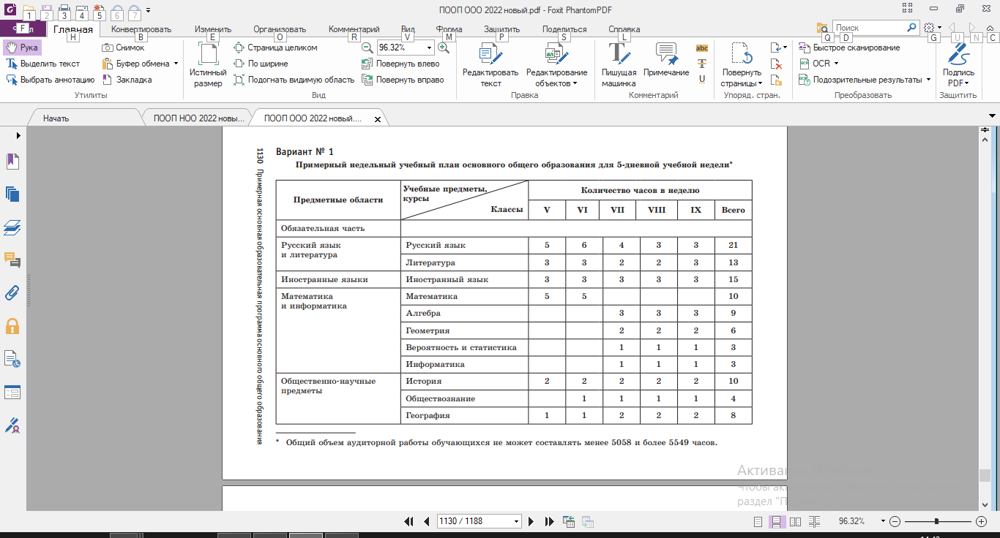 ПООП ООО 2022 новый.pdf - Foxit PhantomPDF
1 2 3 4 5 6 7
F
Главная Конвертировать Изменить Организовать Комментарий Вид Форма Защитить Поделиться Справка Поиск
H B E O R V M P S L Q D G U N C
Рука
Выделить текст
Выбрать аннотацию
Утилиты
Снимок
Буфер обмена
Закладка
Истинный
размер
Страница целиком
По ширине
Подогнать видимую область
96.32%
Повернуть влево
Повернуть вправо
Вид
Редактировать
текст
Редактирование
объектов
Правка
Пишущая
машинка
Примечание
abc
T
U
Комментарий
Повернуть
страницы
Упоряд. стран.
Быстрое сканирование
OCR
Подозрительные результаты
Преобразовать
Подпись
PDF
Защитить
Начать
ПООП НОО 2022 новы...
ПООП ООО 2022 новый....
1130 Примерная основная образовательная программа основного общего образования
Вариант № 1
Примерный недельный учебный план основного общего образования для 5-дневной учебной недели*
Предметные области
Учебные предметы,
курсы
Классы
Количество часов в неделю
V VI VII VIII IX Всего
Обязательная часть
Русский язык
и литература
Русский язык 5 6 4 3 3 21
Литература 3 3 2 2 3 13
Иностранные языки Иностранный язык 3 3 3 3 3 15
Математика
и информатика
Математика 5 5 10
Алгебра 3 3 3 9
Геометрия 2 2 2 6
Вероятность и статистика 1 1 1 3
Информатика 1 1 1 3
Общественно-научные
предметы
История 2 2 2 2 2 10
Обществознание 1 1 1 1 4
География 1 1 2 2 2 8
* Общий объем аудиторной работы обучающихся не может составлять менее 5058 и более 5549 часов.
Активация Windows
раздел
1130 / 1188
96.32%